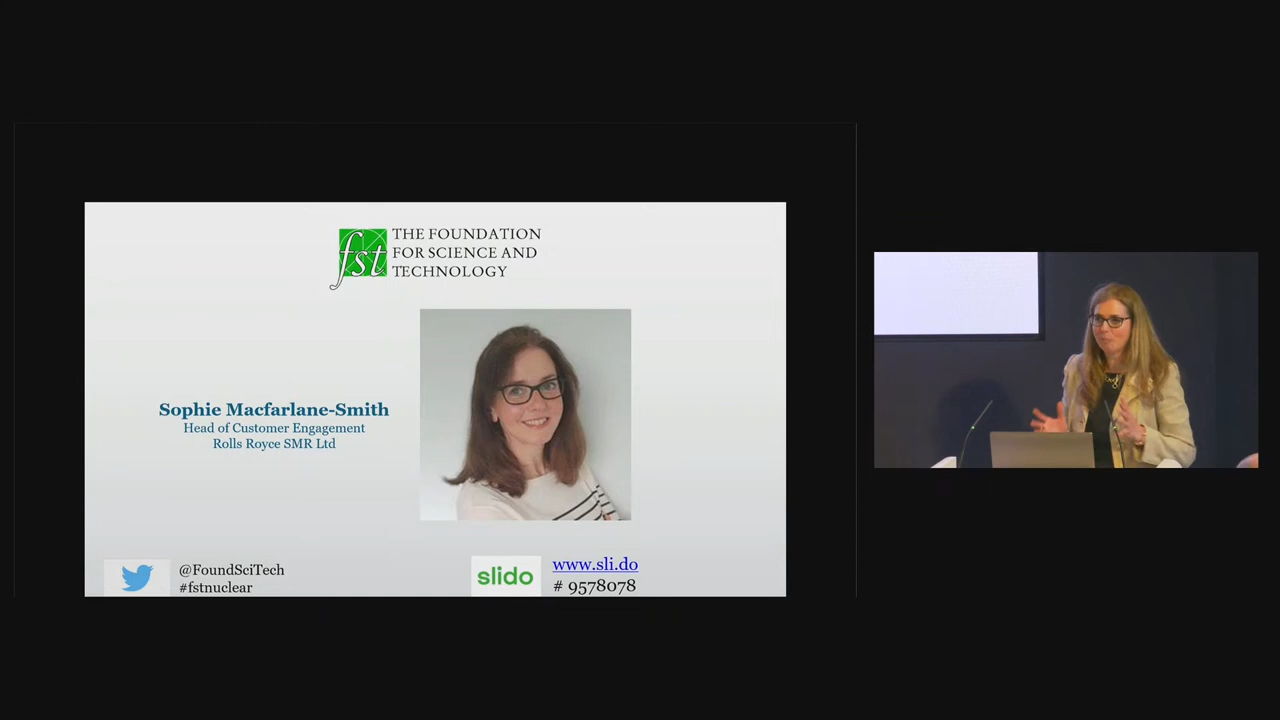 fst
THE FOUNDATION
FOR SCIENCE AND
TECHNOLOGY
Sophie Macfarlane-Smith
Head of Customer Engagement
Rolls Royce SMR Ltd
@FoundSciTech
#fstnuclear
slido
www.sli.do
# 9578078